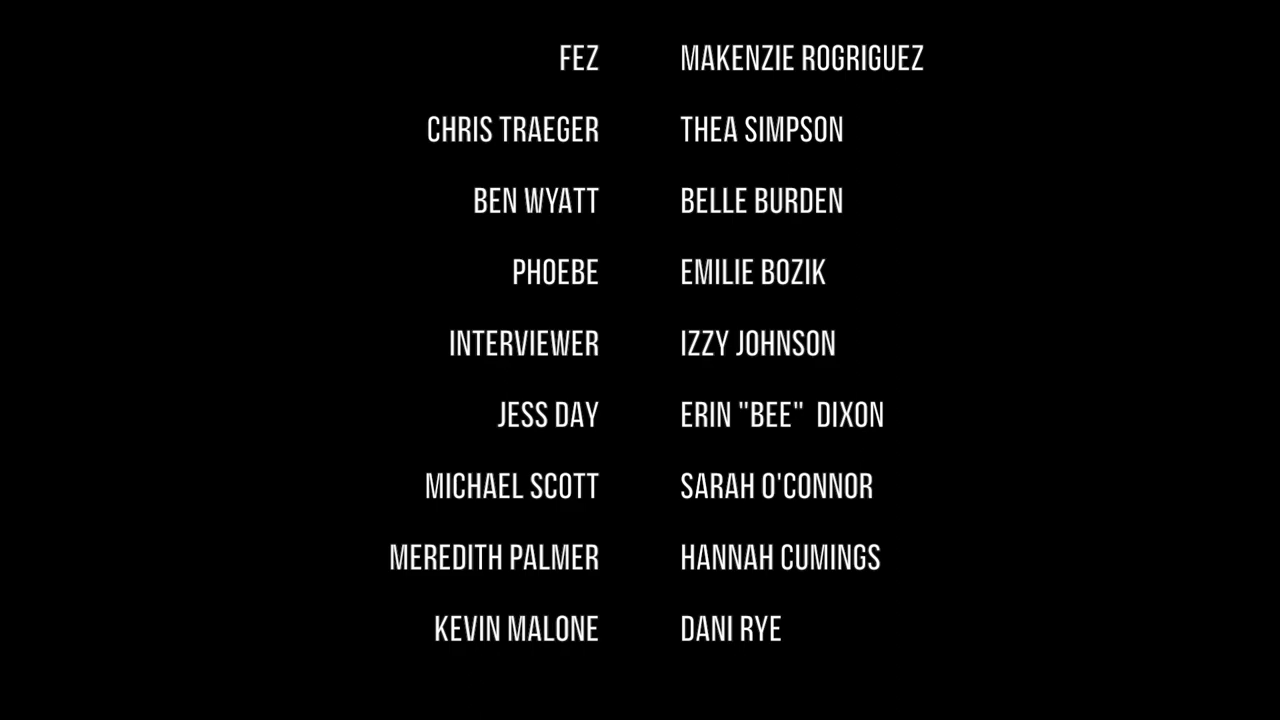 FEZ MAKENZIE ROGRIGUEZ
CHRIS TRAEGER THEA SIMPSON
BEN WYATT BELLE BURDEN
PHOEBE EMILIE BOZIK
INTERVIEWER IZZY JOHNSON
JESS DAY ERIN "BEE" DIXON
MICHAEL SCOTT SARAH O'CONNOR
MEREDITH PALMER HANNAH CUMINGS
KEVIN MALONE DANI RYE